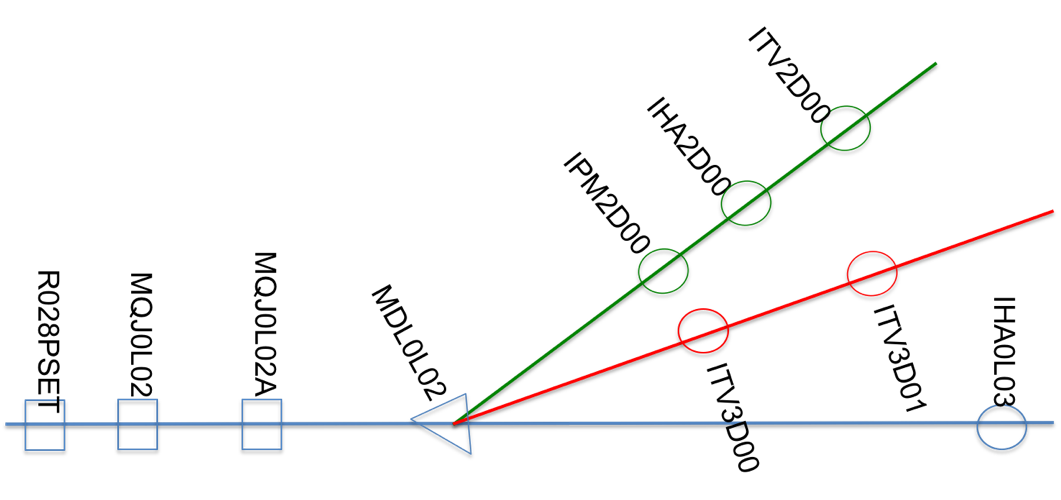 R028PSET
MQJ0L02
MQJ0L02A
MDL0L02
IPM2D00
IHA2D00
ITV2D00
ITV3D00
ITV3D01
IHA0L03